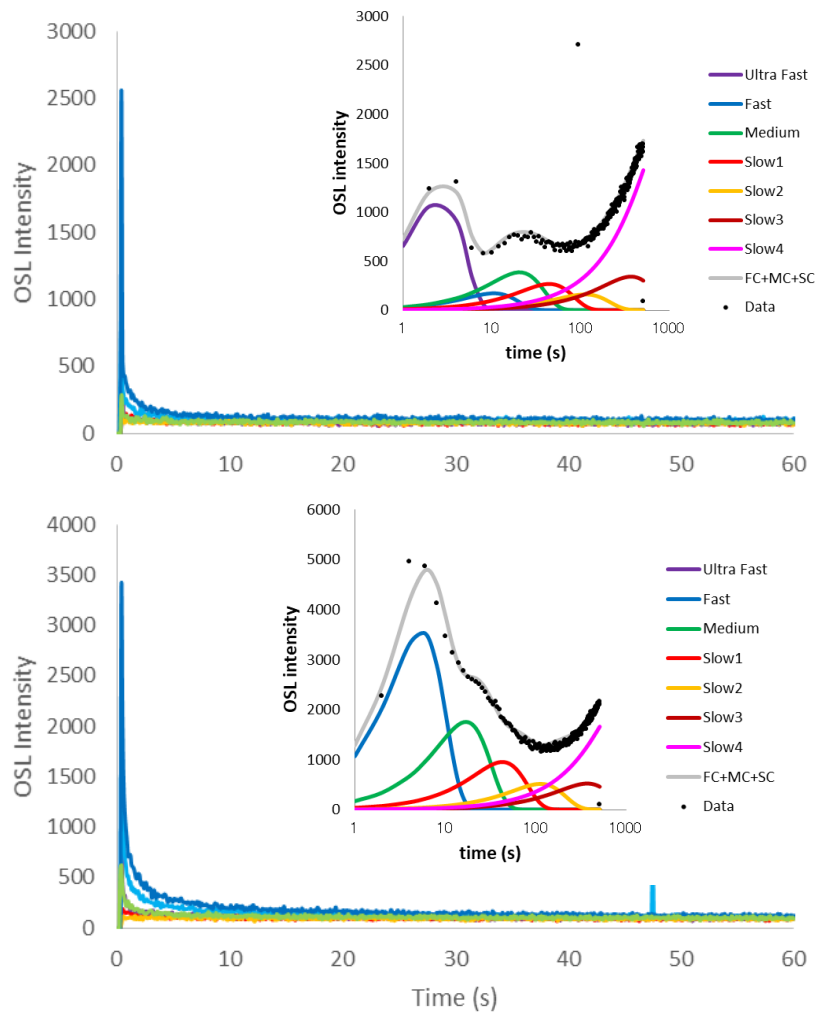 3000
2500
2000
1500
1000
500
0
OSL Intensity
0 10 20 30 40 50 60
3000
2500
2000
1500
1000
500
0
OSL intensity
1 10 100 1000
time (s)
Ultra Fast
Fast
Medium
Slow1
Slow2
Slow3
Slow4
FC+MC+SC
Data
4000
3500
3000
2500
2000
1500
1000
500
0
OSL Intensity
0 10 20 30 40 50 60
Time (s)
6000
5000
4000
3000
2000
1000
0
OSL intensity
1 10 100 1000
time (s)
Ultra Fast
Fast
Medium
Slow1
Slow2
Slow3
Slow4
FC+MC+SC
Data